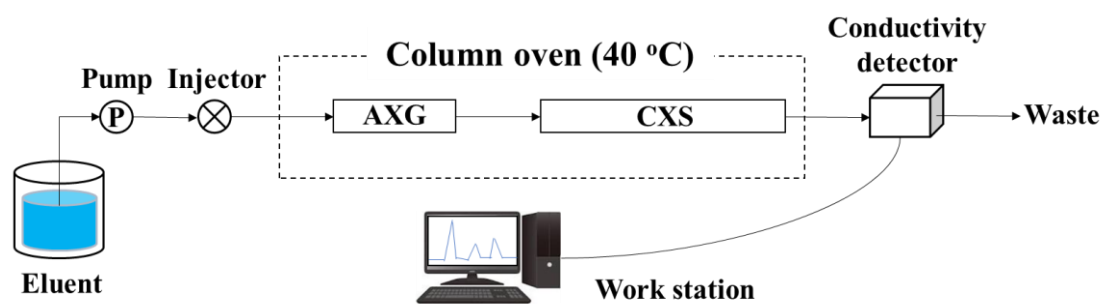 Column oven (40 °C)
Conductivity
detector
Pump
Injector
P
AXG
CXS
Waste
Eluent
Work station